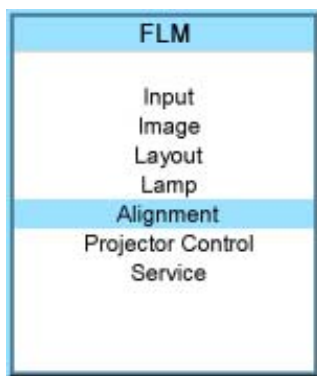 FLM
Input
Image
Layout
Lamp
Alignment
Projector Control
Service